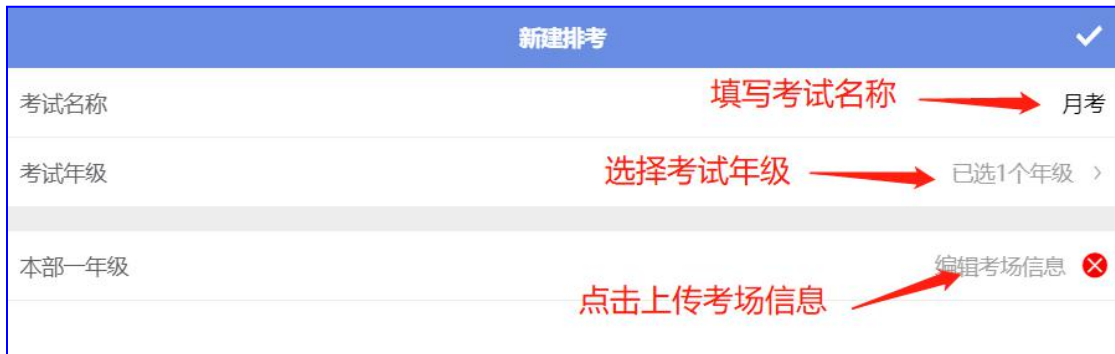 新建排考
考试名称 填写考试名称 月考
考试年级 选择考试年级 已选1个年级
本部一年级 编辑考场信息
点击上传考场信息